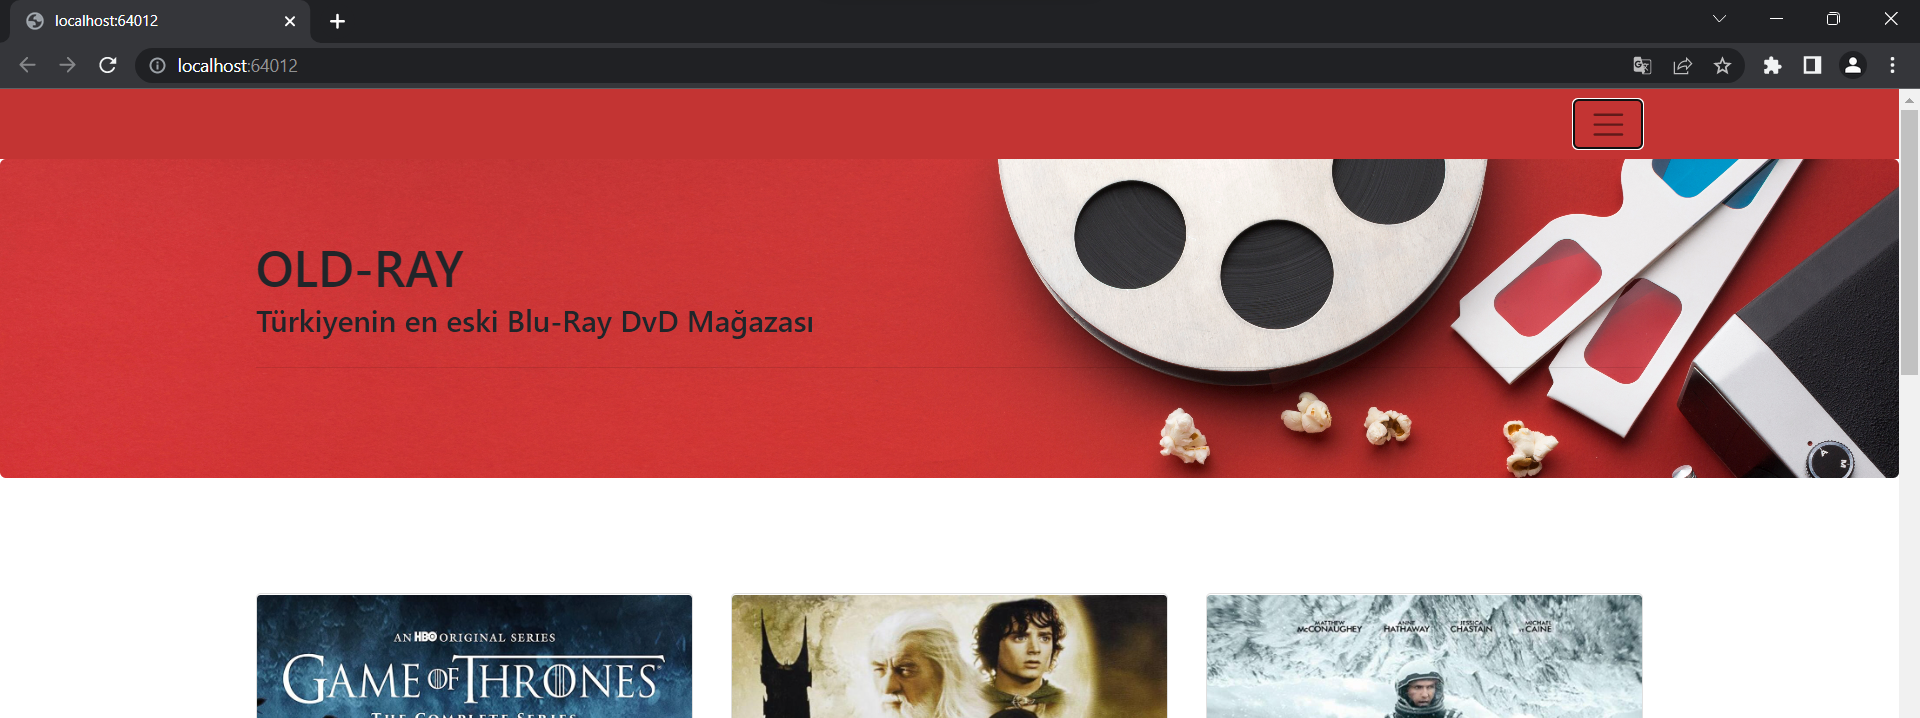 localhost:64012
localhost:64012
OLD-RAY
Türkiyenin en eski Blu-Ray DvD Mağazası
A
M
AN HBO ORIGINAL SERIES
GAME OF THRONES
THE COMPLETE SERIES
MATTHEW McCONAUGHEY
ANNE HATHAWAY
JESSICA CHASTAIN
MICHAEL CAINE